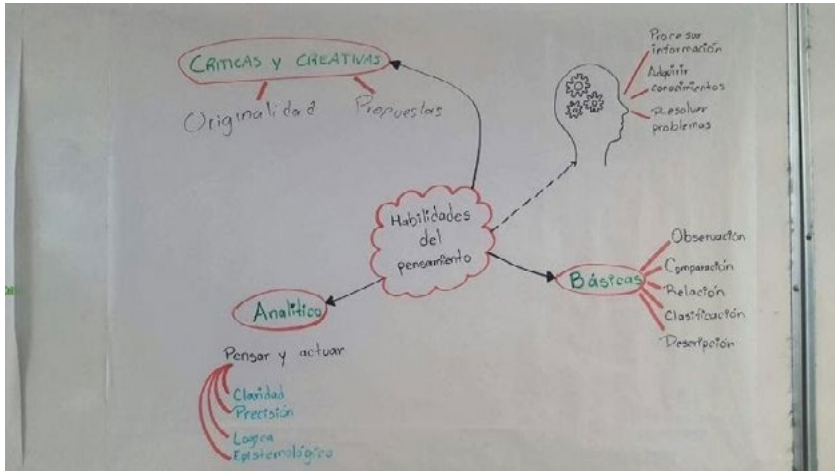 CRITICAS Y CREATIVAS
Originalidad
Propuestas
Procesar
información
Adquirir
conocimientos
Resolver
problemas
Habilidades
del
pensamiento
Básicas
Observación
Comparación
Relación
Clasificación
Descripción
Analítico
Pensar y actuar
Claridad
Precisión
Logica
Epistemológico